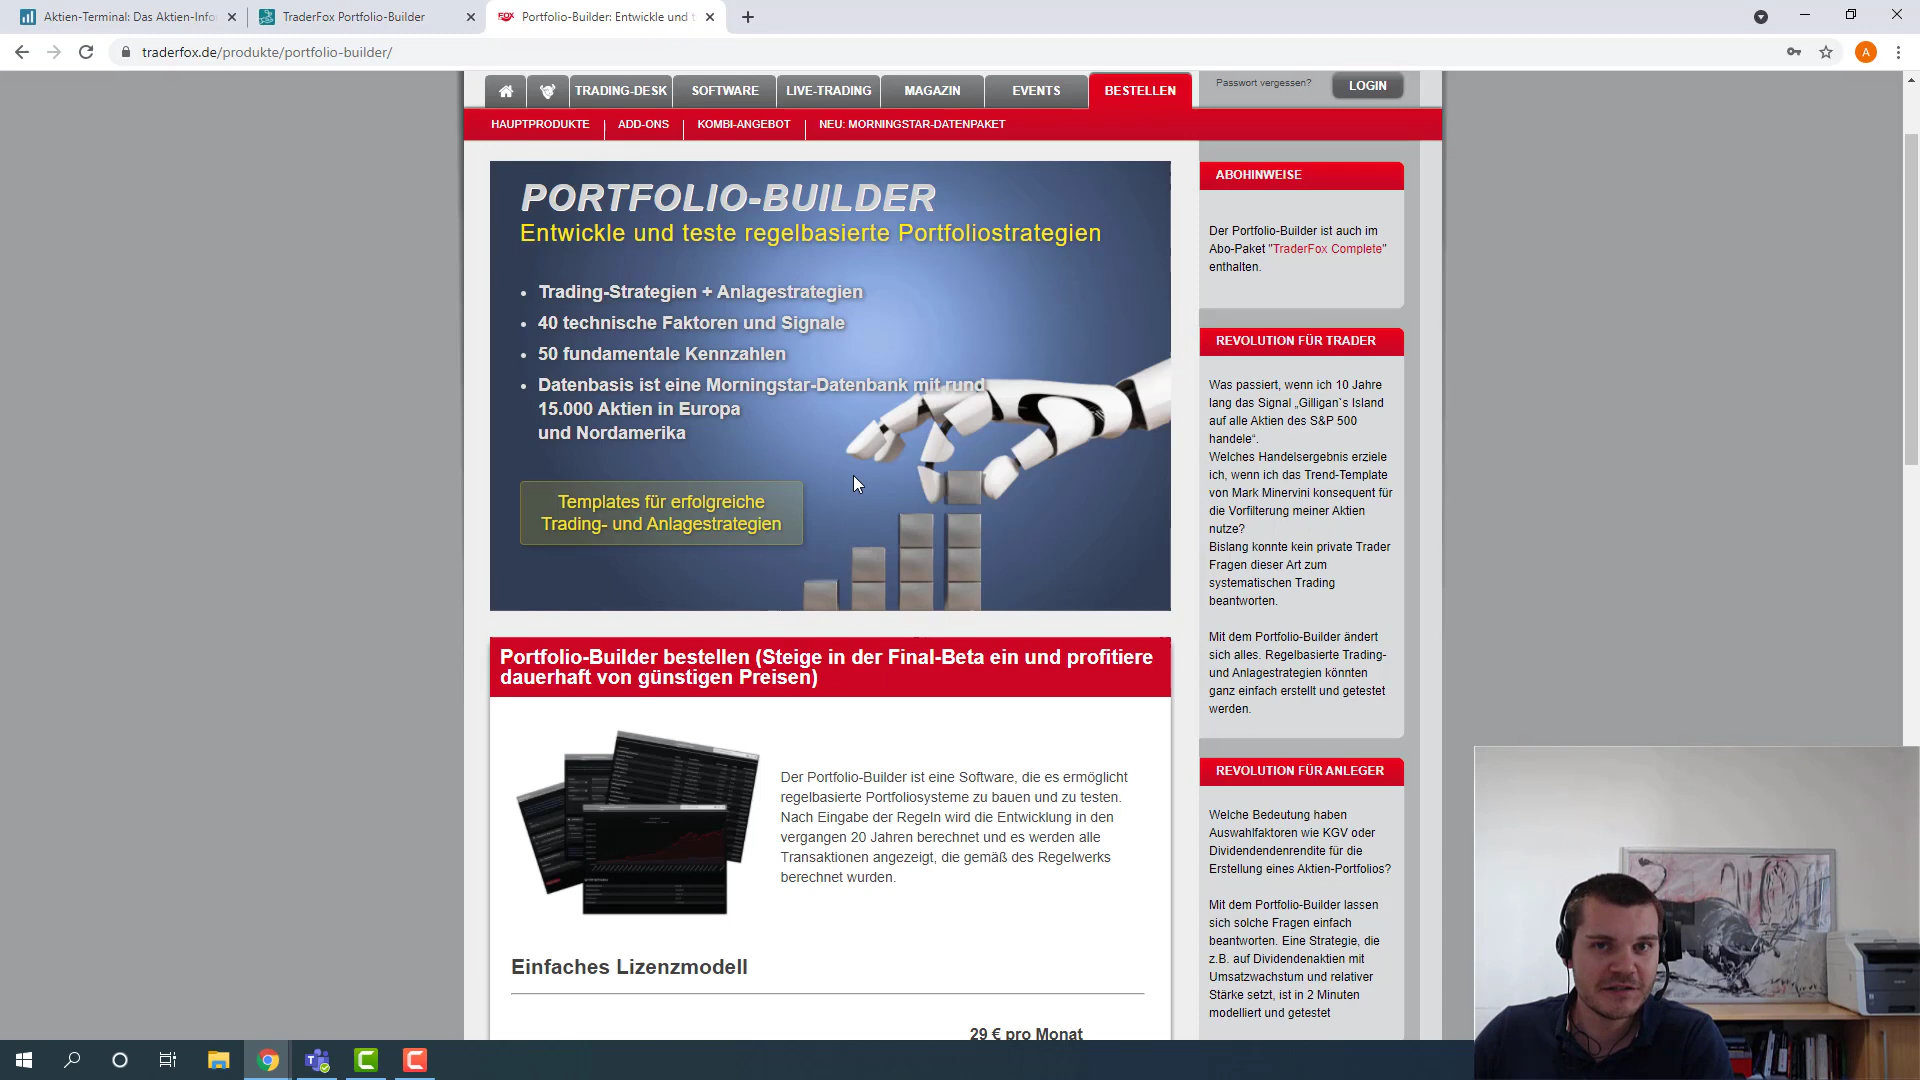 Aktien-Terminal: Das Aktien-Info
TraderFox Portfolio-Builder
FOX
Portfolio-Builder: Entwickle und t
traderfox.de/produkte/portfolio-builder/
A
TRADING-DESK
SOFTWARE
LIVE-TRADING
MAGAZIN
EVENTS
BESTELLEN
Passwort vergessen?
LOGIN
HAUPTPRODUKTE
ADD-ONS
KOMBI-ANGEBOT
NEU: MORNINGSTAR-DATENPAKET
PORTFOLIO-BUILDER
Entwickle und teste regelbasierte Portfoliostrategien
• Trading-Strategien + Anlagestrategien
• 40 technische Faktoren und Signale
• 50 fundamentale Kennzahlen
• Datenbasis ist eine Morningstar-Datenbank mit rund
15.000 Aktien in Europa
und Nordamerika
Templates für erfolgreiche
Trading- und Anlagestrategien
Portfolio-Builder bestellen (Steige in der Final-Beta ein und profitiere
dauerhaft von günstigen Preisen)
Der Portfolio-Builder ist eine Software, die es ermöglicht
regelbasierte Portfoliosysteme zu bauen und zu testen.
Nach Eingabe der Regeln wird die Entwicklung in den
vergangen 20 Jahren berechnet und es werden alle
Transaktionen angezeigt, die gemäß des Regelwerks
berechnet wurden.
Einfaches Lizenzmodell
29 € pro Monat
ABOHINWEISE
Der Portfolio-Builder ist auch im
Abo-Paket "TraderFox Complete"
enthalten.
REVOLUTION FÜR TRADER
Was passiert, wenn ich 10 Jahre
lang das Signal „Gilligan`s Island
auf alle Aktien des S&P 500
handele“.
Welches Handelsergebnis erziele
ich, wenn ich das Trend-Template
von Mark Minervini konsequent für
die Vorfilterung meiner Aktien
nutze?
Bislang konnte kein private Trader
Fragen dieser Art zum
systematischen Trading
beantworten.
Mit dem Portfolio-Builder ändert
sich alles. Regelbasierte Trading-
und Anlagestrategien könnten
ganz einfach erstellt und getestet
werden.
REVOLUTION FÜR ANLEGER
Welche Bedeutung haben
Auswahlfaktoren wie KGV oder
Dividendendenrendite für die
Erstellung eines Aktien-Portfolios?
Mit dem Portfolio-Builder lassen
sich solche Fragen einfach
beantworten. Eine Strategie, die
z.B. auf Dividendenaktien mit
Umsatzwachstum und relativer
Stärke setzt, ist in 2 Minuten
modelliert und getestet